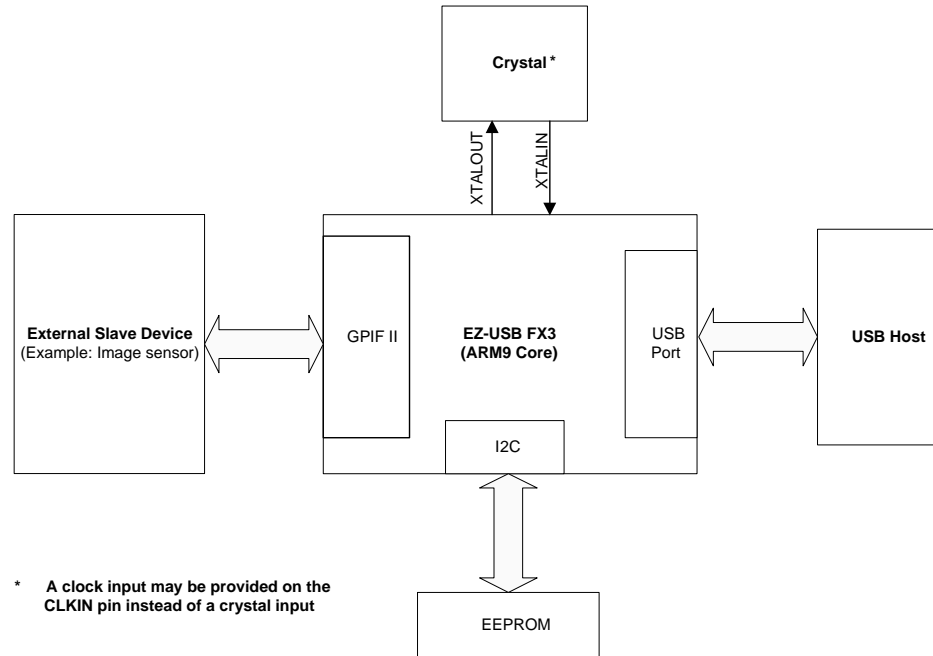 Crystal *
XTALOUT
XTALIN
External Slave Device
(Example: Image sensor)
GPIF II
EZ-USB FX3
(ARM9 Core)
USB
Port
USB Host
I2C
EEPROM
* A clock input may be provided on the
CLKIN pin instead of a crystal input